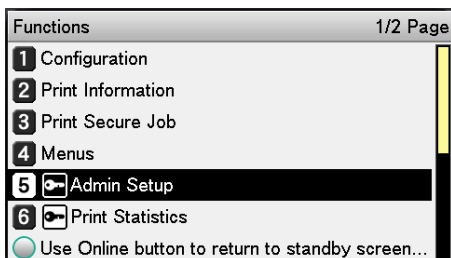 Functions 1/2 Page
1 Configuration
2 Print Information
3 Print Secure Job
4 Menus
5 Admin Setup
6 Print Statistics
Use Online button to return to standby screen...